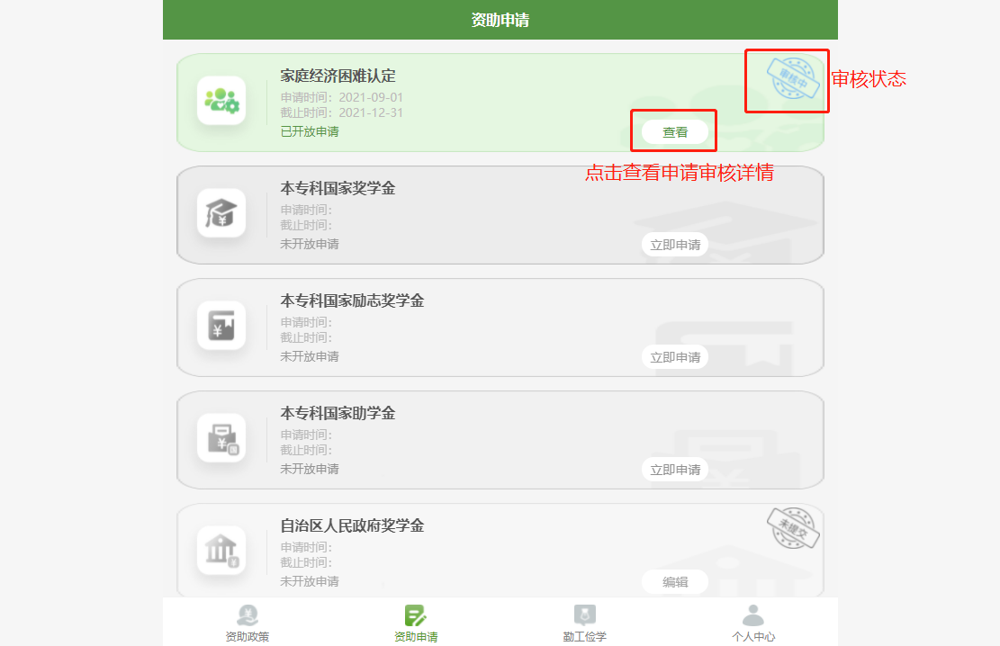 资助申请
家庭经济困难认定
审核中
审核状态
申请时间：2021-09-01
截止时间：2021-12-31
已开放申请
查看
点击查看申请审核详情
本专科国家奖学金
申请时间：
截止时间：
未开放申请
立即申请
本专科国家励志奖学金
申请时间：
截止时间：
未开放申请
立即申请
本专科国家助学金
申请时间：
截止时间：
未开放申请
立即申请
自治区人民政府奖学金
未提交
申请时间：
截止时间：
未开放申请
编辑
资助政策
资助申请
勤工俭学
个人中心